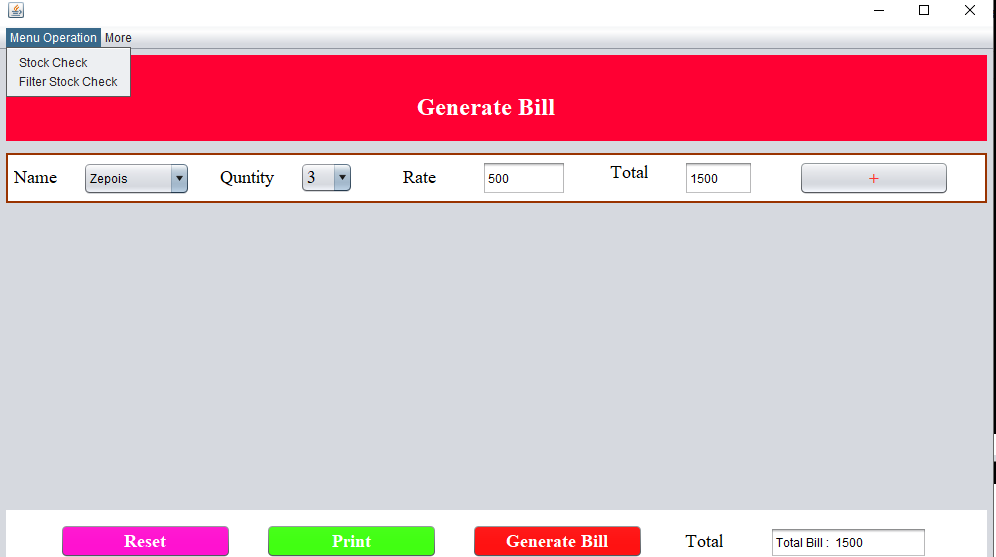 Menu Operation More
Stock Check
Filter Stock Check
Generate Bill
Name Zepois Quntity 3 Rate 500 Total 1500 +
Reset Print Generate Bill Total Total Bill : 1500